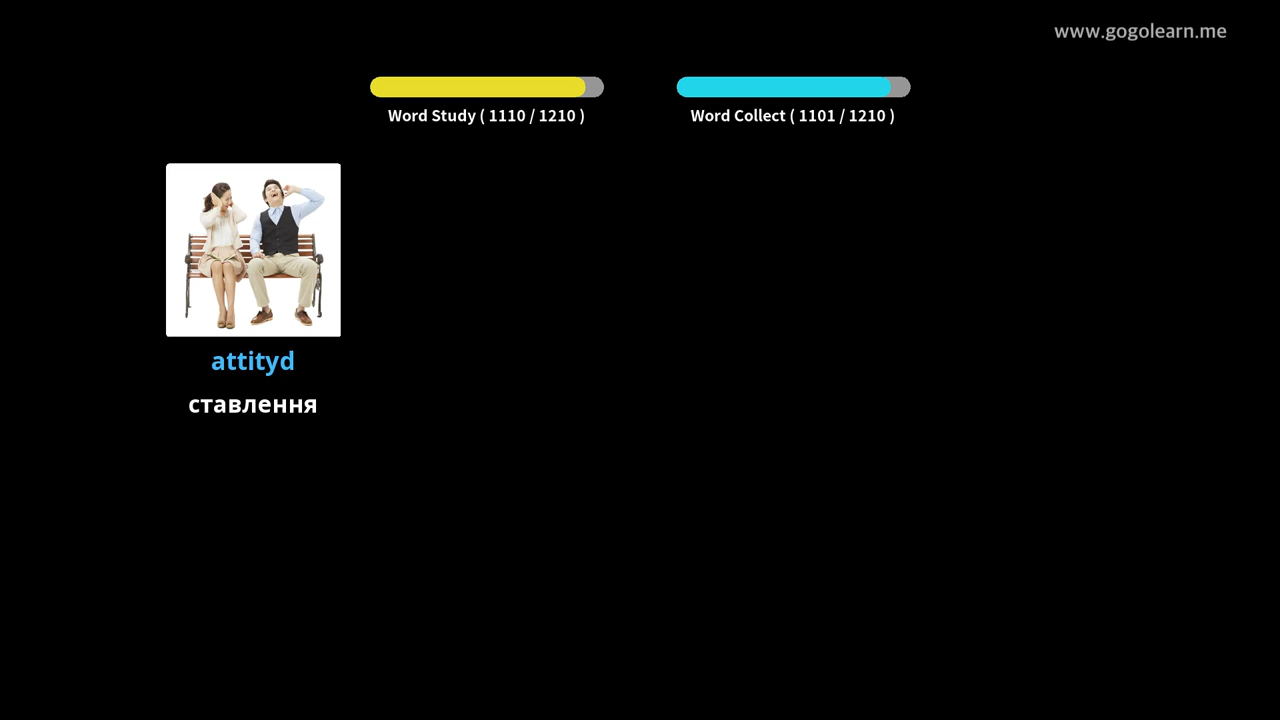 www.gogolearn.me
Word Study ( 1110 / 1210 )
Word Collect ( 1101 / 1210 )
attityd
ставлення